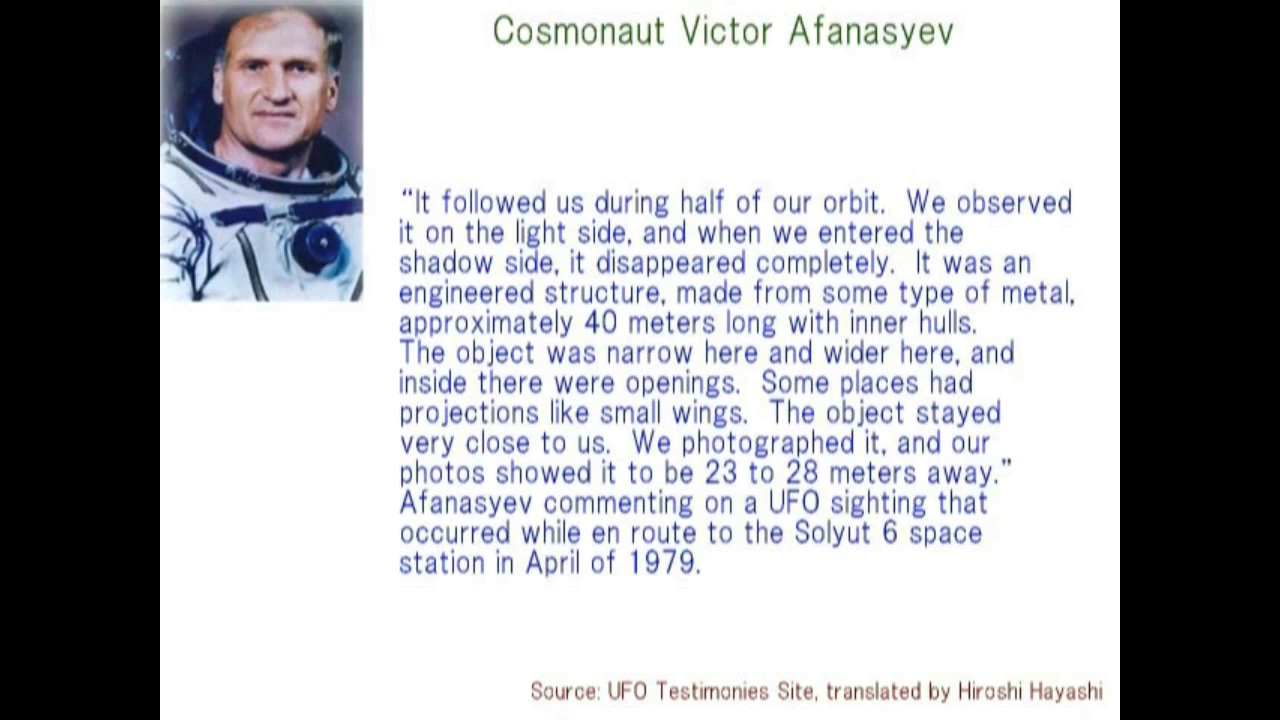 Cosmonaut Victor Afanasyev
“It followed us during half of our orbit. We observed
it on the light side, and when we entered the
shadow side, it disappeared completely. It was an
engineered structure, made from some type of metal,
approximately 40 meters long with inner hulls.
The object was narrow here and wider here, and
inside there were openings. Some places had
projections like small wings. The object stayed
very close to us. We photographed it, and our
photos showed it to be 23 to 28 meters away.”
Afanasyev commenting on a UFO sighting that
occurred while en route to the Solyut 6 space
station in April of 1979.
Source: UFO Testimonies Site, translated by Hiroshi Hayashi